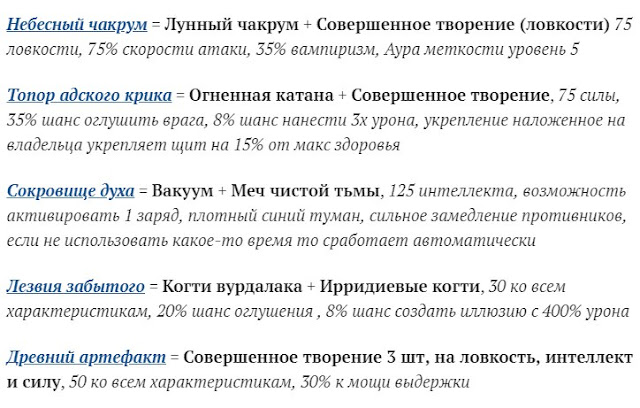 Небесный чакрум = Лунный чакрум + Совершенное творение (ловкости) 75
ловкости, 75% скорости атаки, 35% вампиризм, Аура меткости уровень 5
Топор адского крика = Огненная катана + Совершенное творение, 75 силы,
35% шанс оглушить врага, 8% шанс нанести 3х урона, укрепление наложенное на
владельца укрепляет щит на 15% от макс здоровья
Сокровище духа = Вакуум + Меч чистой тьмы, 125 интеллекта, возможность
активировать 1 заряд, плотный синий туман, сильное замедление противников,
если не использовать какое-то время то сработает автоматически
Лезвия забытого = Когти вурдалака + Ирридиевые когти, 30 ко всем
характеристикам, 20% шанс оглушения , 8% шанс создать иллюзию с 400% урона
Древний артефакт = Совершенное творение 3 шт, на ловкость, интеллект
и силу, 50 ко всем характеристикам, 30% к мощи выдержки